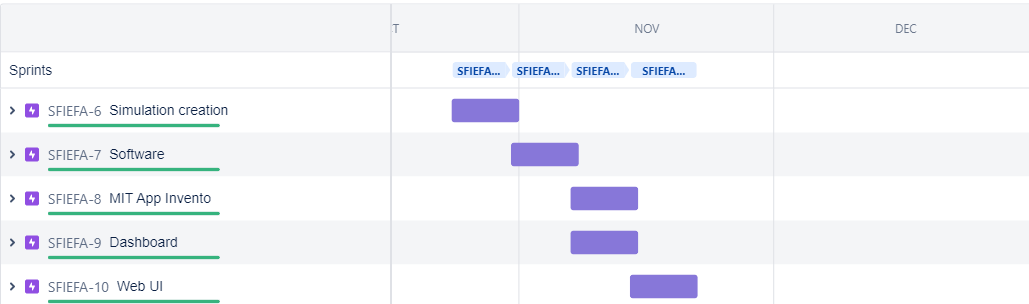 T NOV DEC
Sprints SFIEFA... SFIEFA... SFIEFA... SFIEFA...
SFIEFA-6 Simulation creation
SFIEFA-7 Software
SFIEFA-8 MIT App Invento
SFIEFA-9 Dashboard
SFIEFA-10 Web UI